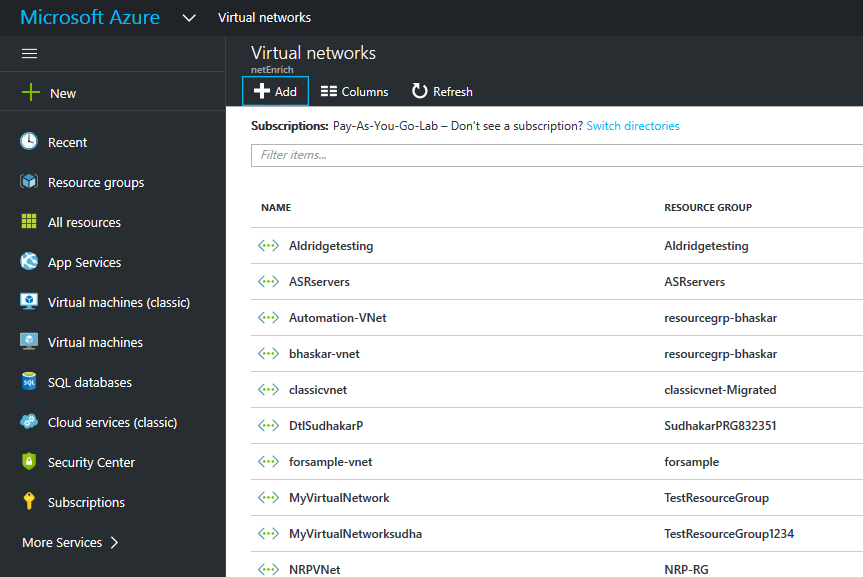 Microsoft Azure Virtual networks
New
Recent
Resource groups
All resources
App Services
Virtual machines (classic)
Virtual machines
SQL databases
Cloud services (classic)
Security Center
Subscriptions
More Services
Virtual networks
netEnrich
Add Columns Refresh
Subscriptions: Pay-As-You-Go-Lab – Don't see a subscription? Switch directories
Filter items...
NAME RESOURCE GROUP
Aldridgetesting Aldridgetesting
ASRservers ASRservers
Automation-VNet resourcegrp-bhaskar
bhaskar-vnet resourcegrp-bhaskar
classicvnet classicvnet-Migrated
DtlSudhakarP SudhakarPRG832351
forsample-vnet forsample
MyVirtualNetwork TestResourceGroup
MyVirtualNetworksudha TestResourceGroup1234
NRPVNet NRP-RG